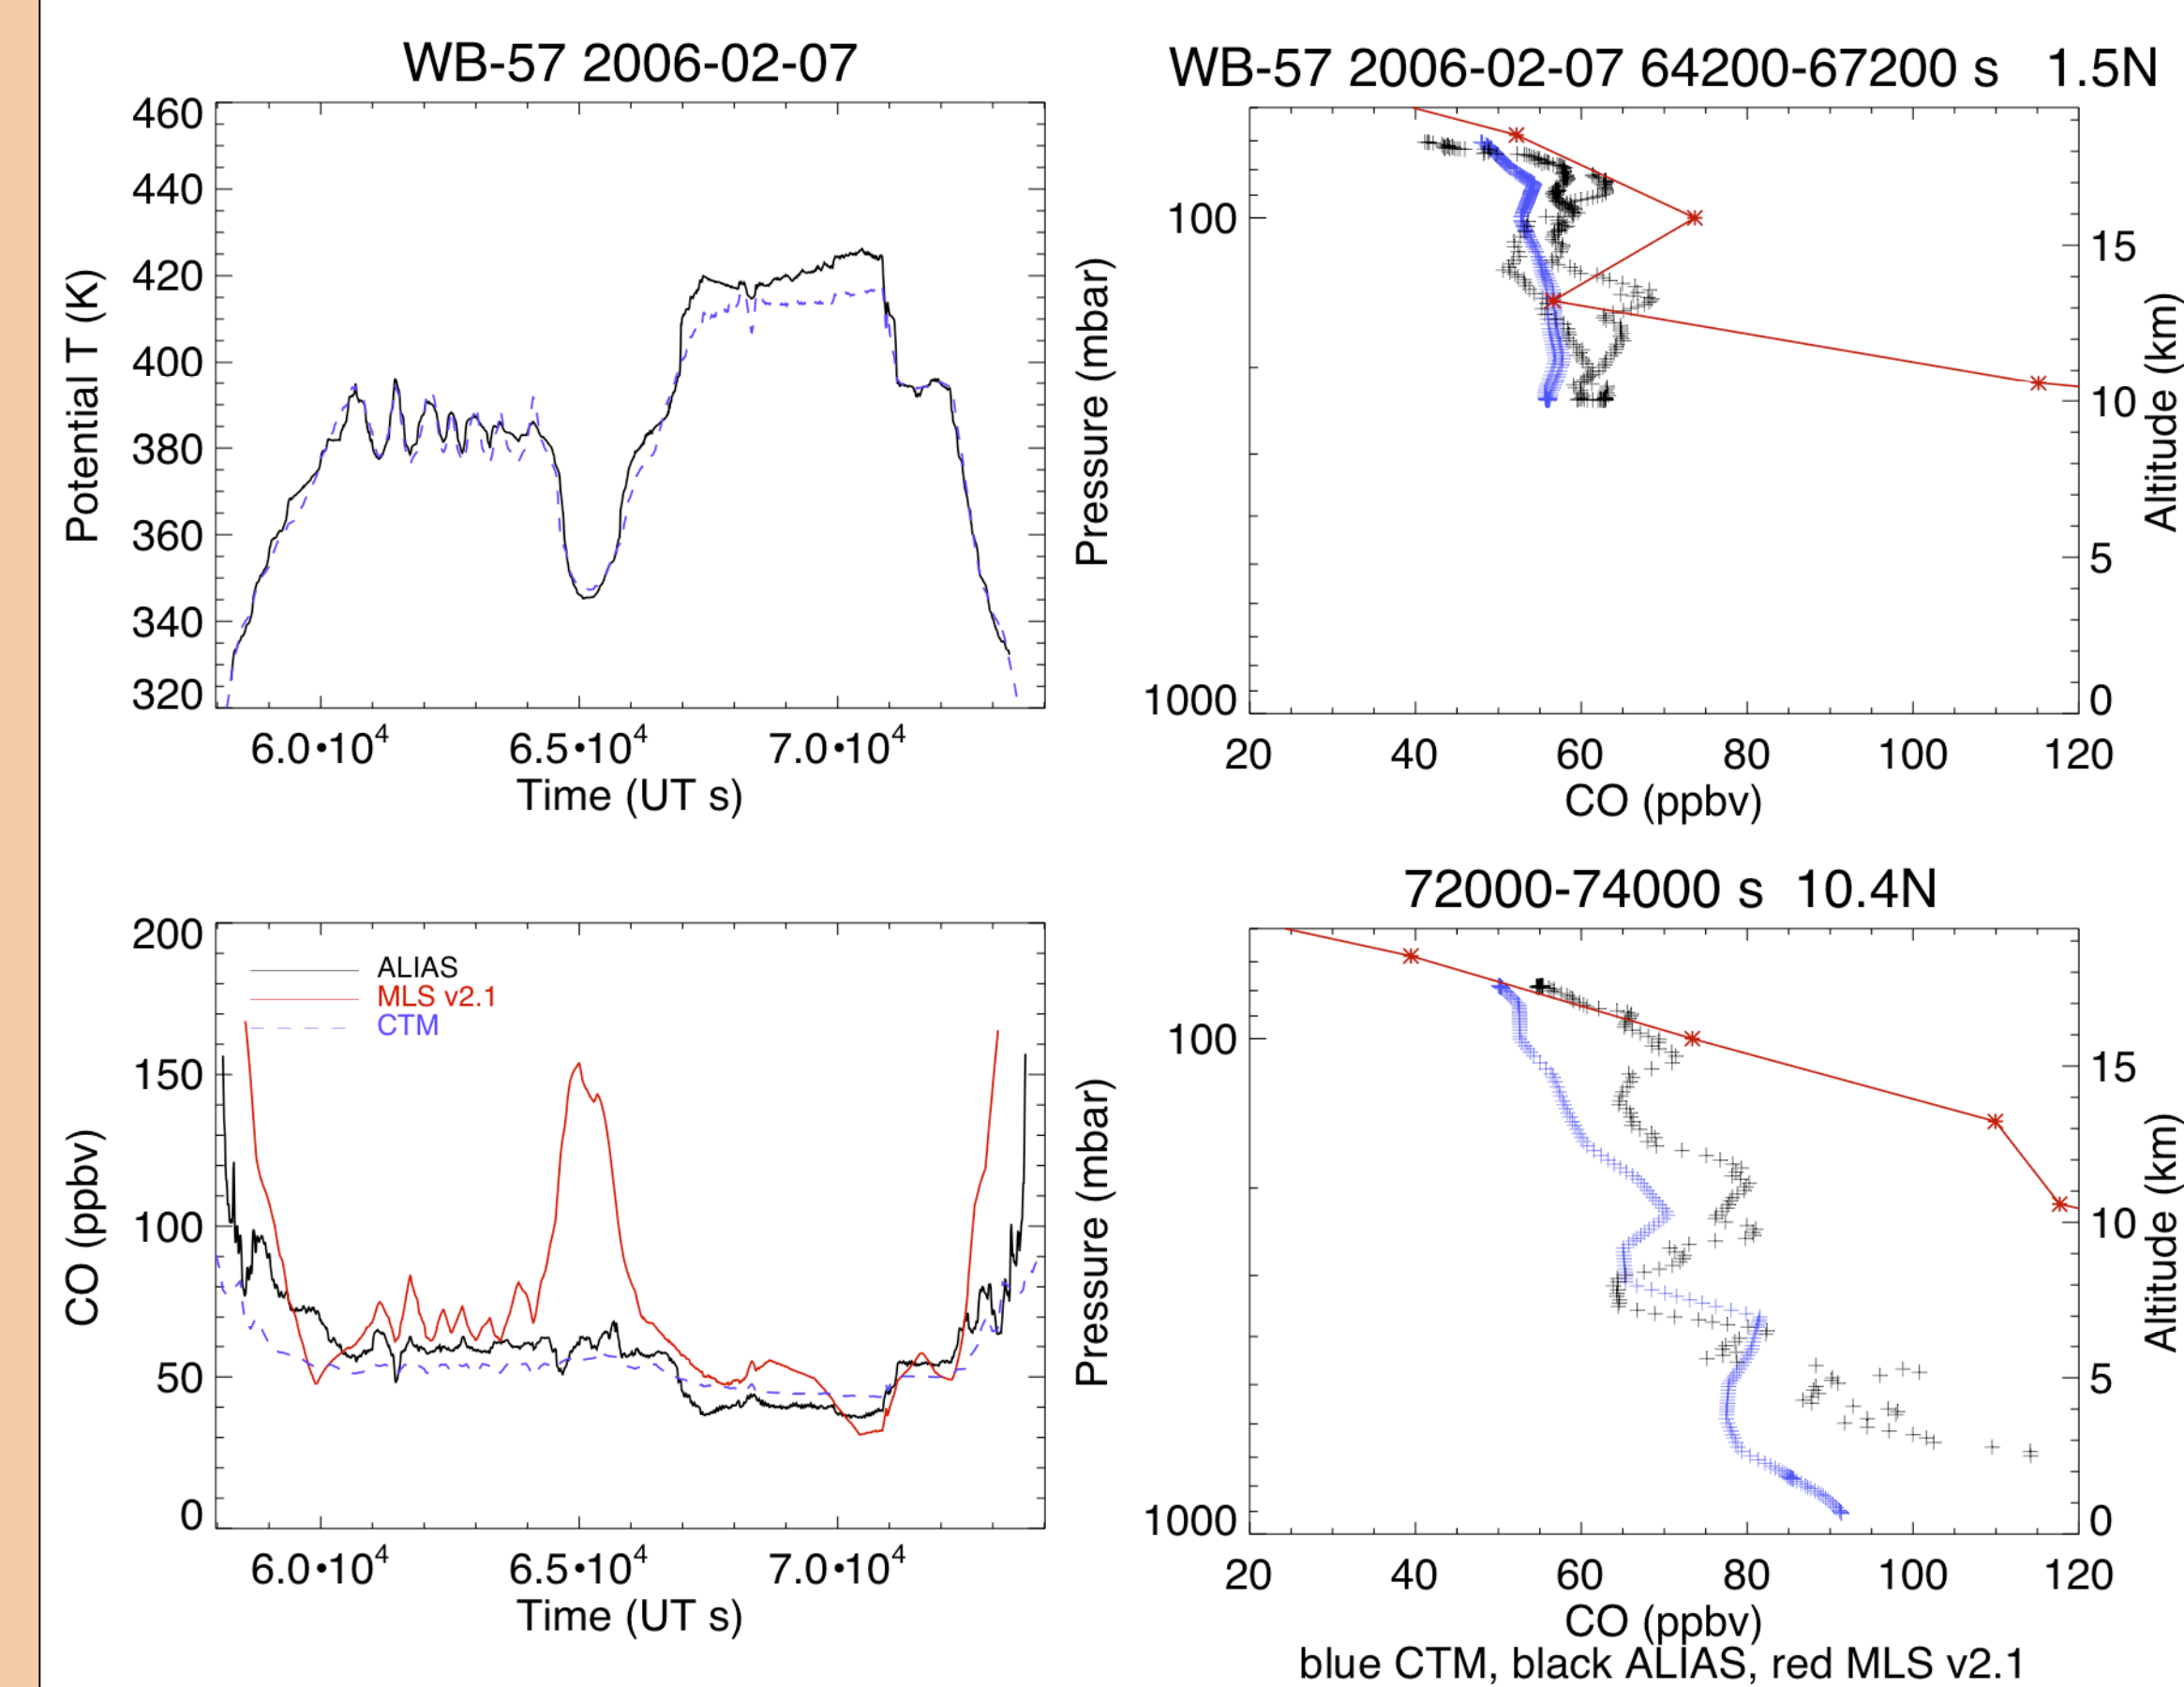 WB-57 2006-02-07
460
440
420
400
380
360
340
320
Potential T (K)
6.0•10⁴ 6.5•10⁴ 7.0•10⁴
Time (UT s)
WB-57 2006-02-07 64200-67200 s 1.5N
100
1000
Pressure (mbar)
15
10
5
0
Altitude (km)
20 40 60 80 100 120
CO (ppbv)
200
150
100
50
0
CO (ppbv)
ALIAS
MLS v2.1
CTM
6.0•10⁴ 6.5•10⁴ 7.0•10⁴
Time (UT s)
72000-74000 s 10.4N
100
1000
Pressure (mbar)
15
10
5
0
Altitude (km)
20 40 60 80 100 120
CO (ppbv)
blue CTM, black ALIAS, red MLS v2.1